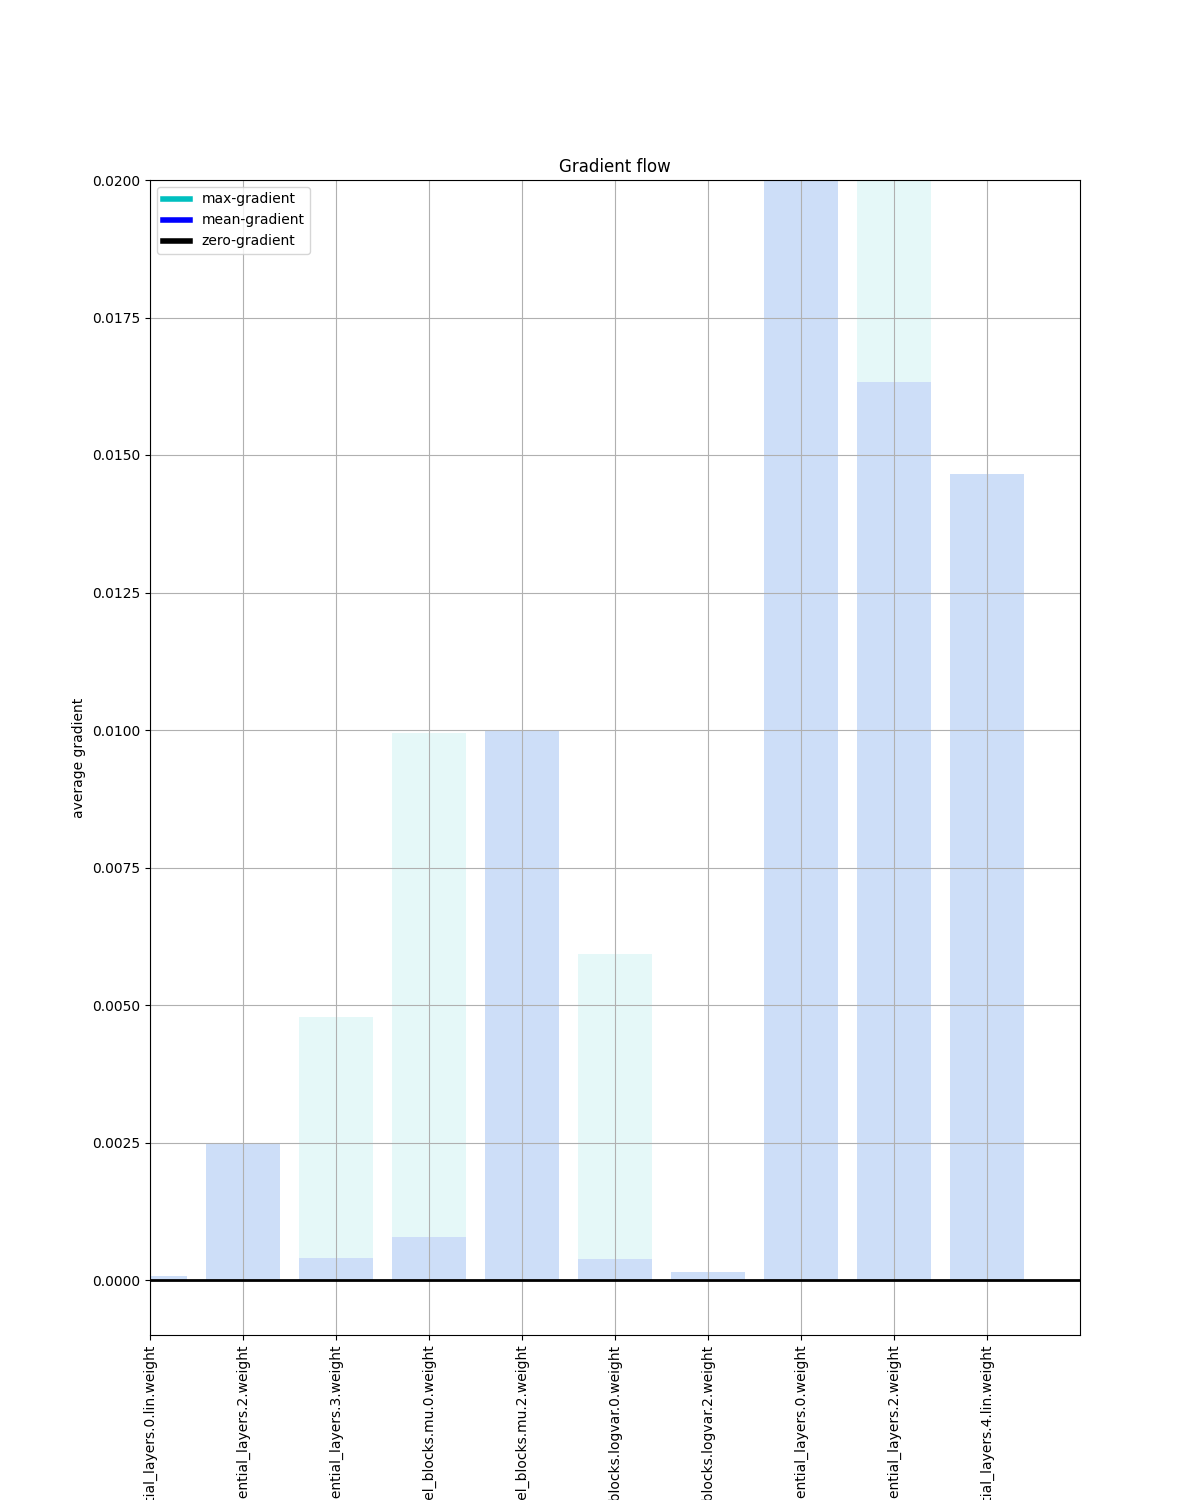 Gradient flow
max-gradient
mean-gradient
zero-gradient
0.0200
0.0175
0.0150
0.0125
0.0100
0.0075
0.0050
0.0025
0.0000
average gradient
tial_layers.0.lin.weight
ential_layers.2.weight
ential_layers.3.weight
el_blocks.mu.0.weight
el_blocks.mu.2.weight
blocks.logvar.0.weight
blocks.logvar.2.weight
ential_layers.0.weight
ential_layers.2.weight
tial_layers.4.lin.weight